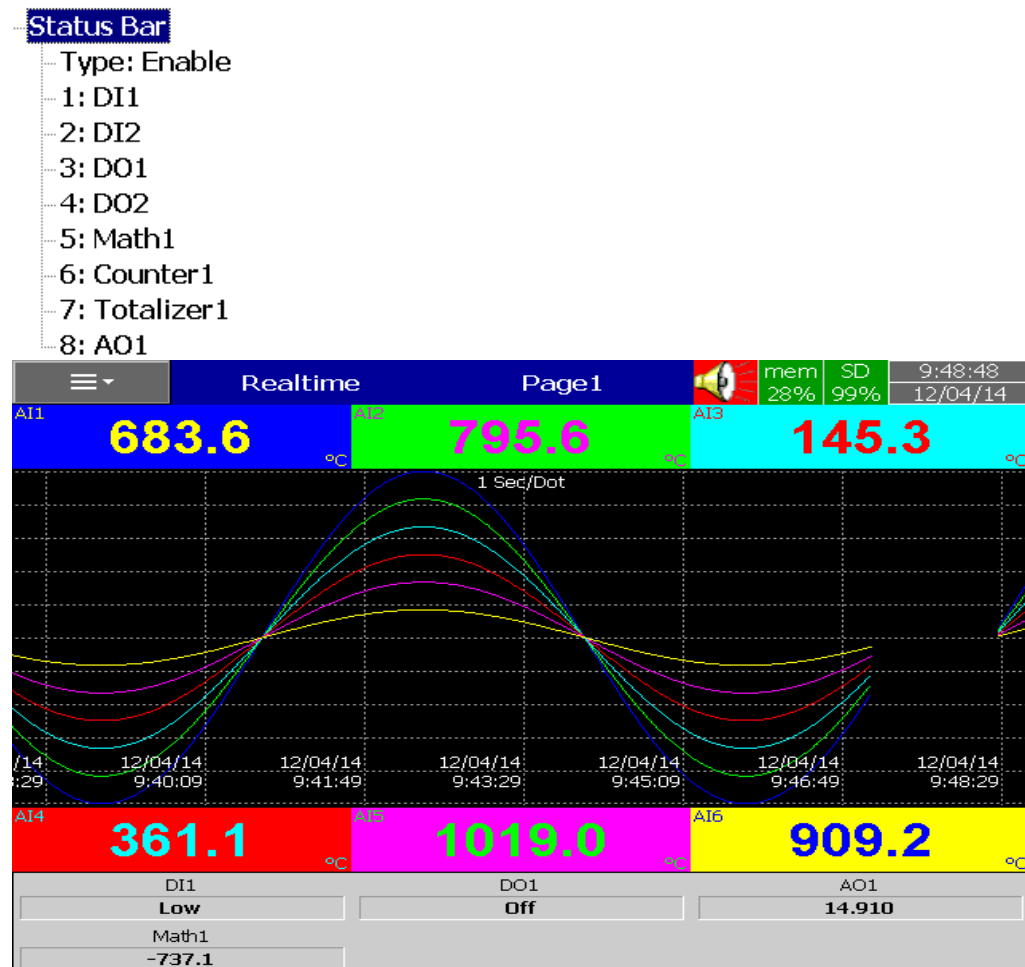 Status Bar
Type: Enable
1: DI1
2: DI2
3: DO1
4: DO2
5: Math1
6: Counter1
7: Totalizer1
8: AO1
Realtime Page1 mem 28% SD 99% 9:48:48 12/04/14
AI1 683.6 °C AI2 795.6 °C AI3 145.3 °C
1 Sec/Dot
/14 12/04/14 12/04/14 12/04/14 12/04/14 12/04/14 12/04/14
:29 9:40:09 9:41:49 9:43:29 9:45:09 9:46:49 9:48:29
AI4 361.1 °C AI5 1019.0 °C AI6 909.2 °C
DI1 DO1 AO1
Low Off 14.910
Math1
-737.1